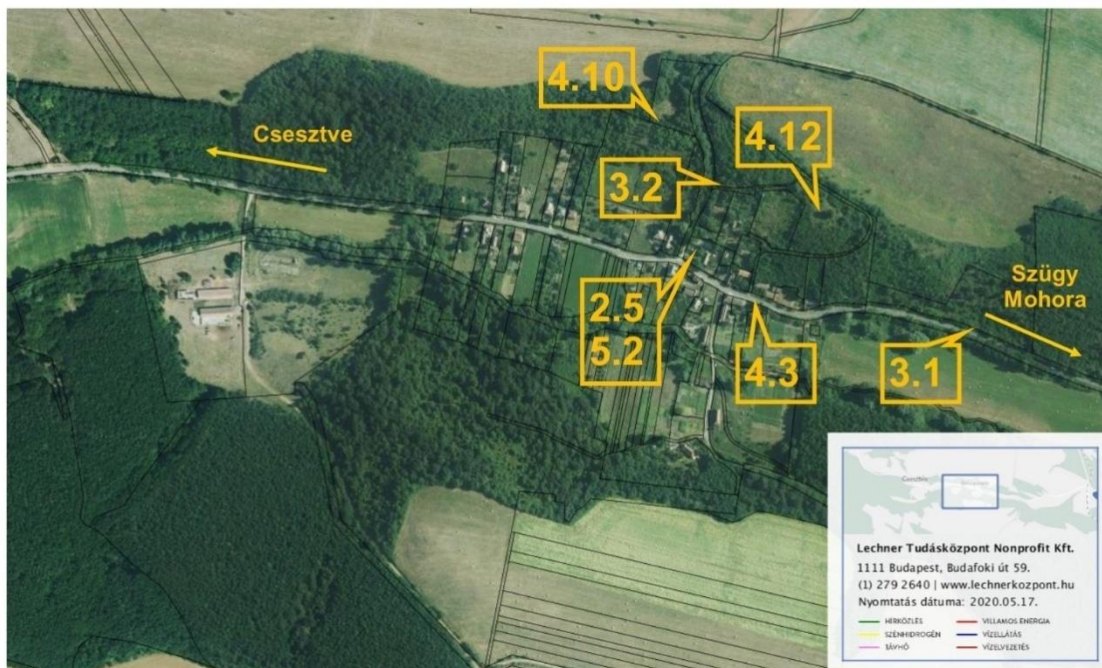 4.10
Csesztve
4.12
3.2
Szügy
Mohora
2.5
5.2
4.3
3.1
Csesztve
Lechner Tudásközpont Nonprofit Kft.
1111 Budapest, Budafoki út 59.
(1) 279 2640 | www.lechnerkozpont.hu
Nyomtatás dátuma: 2020.05.17.
HÍRKÖZLÉS
VILLAMOS ENERGIA
SZÉNHIDROGÉN
VÍZELLÁTÁS
TÁVHŐ
VÍZELVEZETÉS